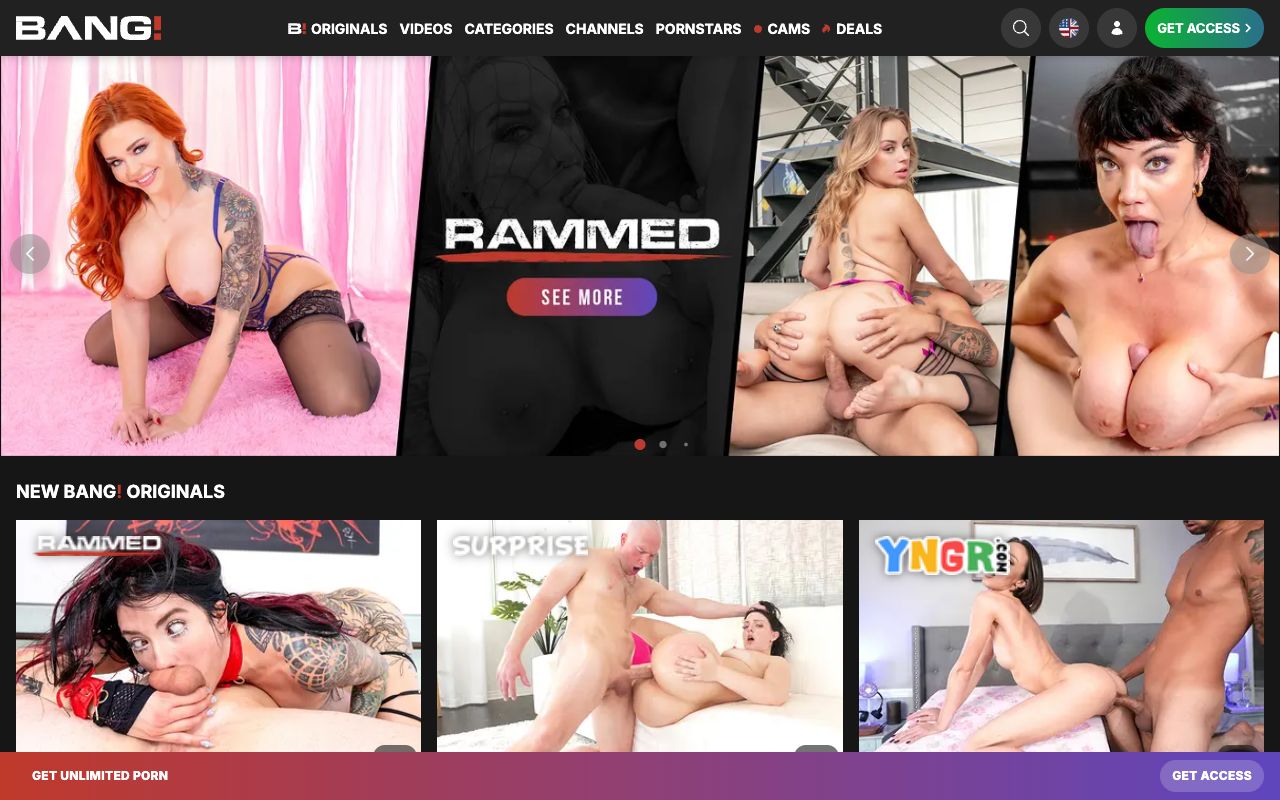 BANG!
B! ORIGINALS VIDEOS CATEGORIES CHANNELS PORNSTARS CAMS DEALS
GET ACCESS
RAMMED
SEE MORE
NEW BANG! ORIGINALS
RAMMED
SURPRISE
YNGR.COM
GET UNLIMITED PORN
GET ACCESS